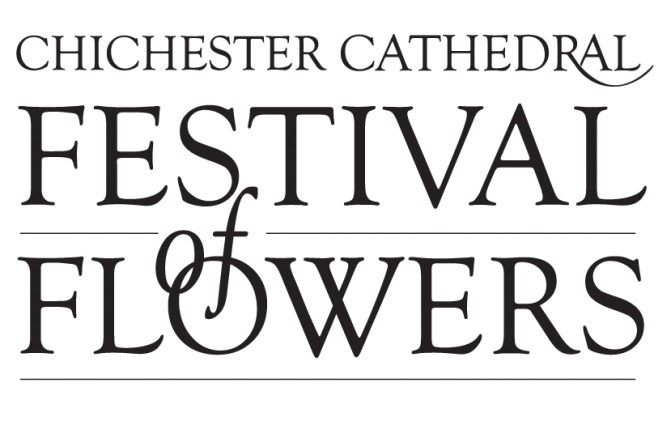 CHICHESTER CATHEDRAL
FESTIVAL
of
FLOWERS